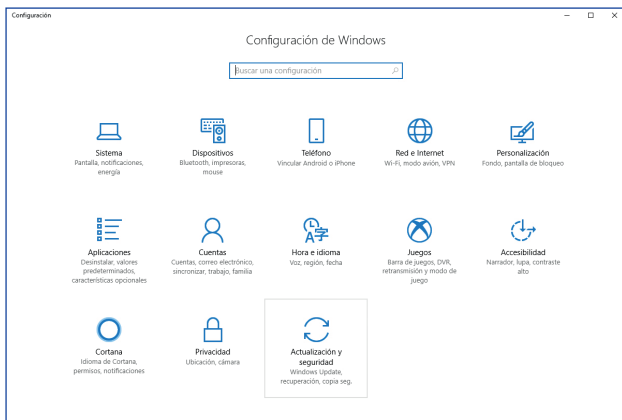 Configuración
Configuración de Windows
Buscar una configuración
Sistema
Pantalla, notificaciones,
energía
Dispositivos
Bluetooth, impresoras,
mouse
Teléfono
Vincular Android o iPhone
Red e Internet
Wi-Fi, modo avión, VPN
Personalización
Fondo, pantalla de bloqueo
Aplicaciones
Desinstalar, valores
predeterminados,
características opcionales
Cuentas
Cuentas, correo electrónico,
sincronizar, trabajo, familia
Hora e idioma
Voz, región, fecha
Juegos
Barra de juegos, DVR,
retransmisión y modo de
juego
Accesibilidad
Narrador, lupa, contraste
alto
Cortana
Idioma de Cortana,
permisos, notificaciones
Privacidad
Ubicación, cámara
Actualización y
seguridad
Windows Update,
recuperación, copia seg.